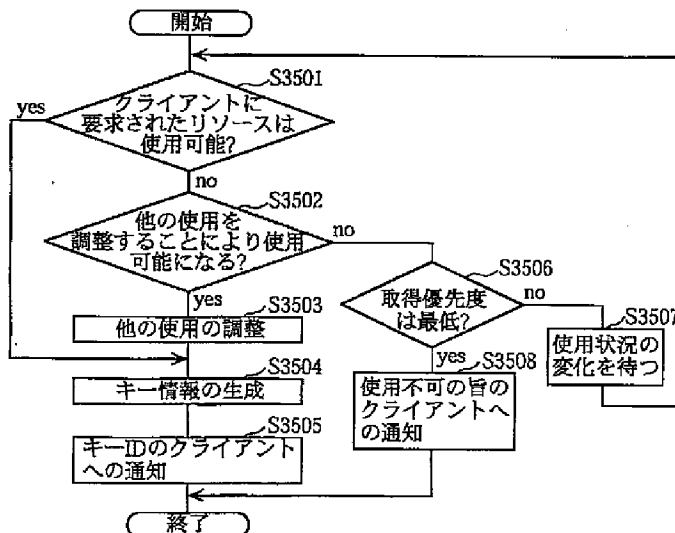 開始
S3501
クライアントに
要求されたリソースは
使用可能?
yes
no
S3502
他の使用を
調整することにより使用
可能になる?
no
yes
S3503
他の使用の調整
S3504
キー情報の生成
S3505
キーIDのクライアント
への通知
S3506
取得優先度
は最低?
no
yes
S3507
使用状況の
変化を待つ
S3508
使用不可の旨の
クライアントへ
の通知
終了